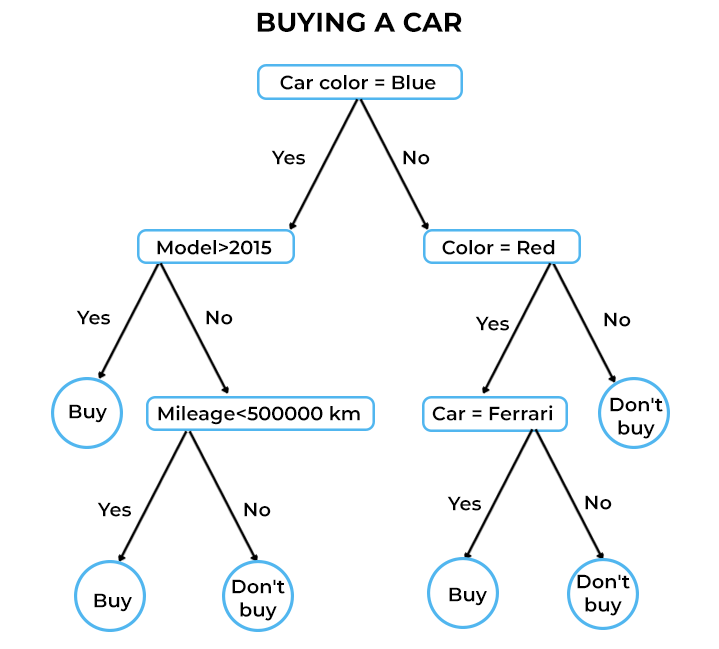 BUYING A CAR
Car color = Blue
Yes
No
Model>2015
Color = Red
Yes
No
Yes
No
Buy
Mileage<500000 km
Car = Ferrari
Don't
buy
Yes
No
Yes
No
Buy
Don't
buy
Buy
Don't
buy